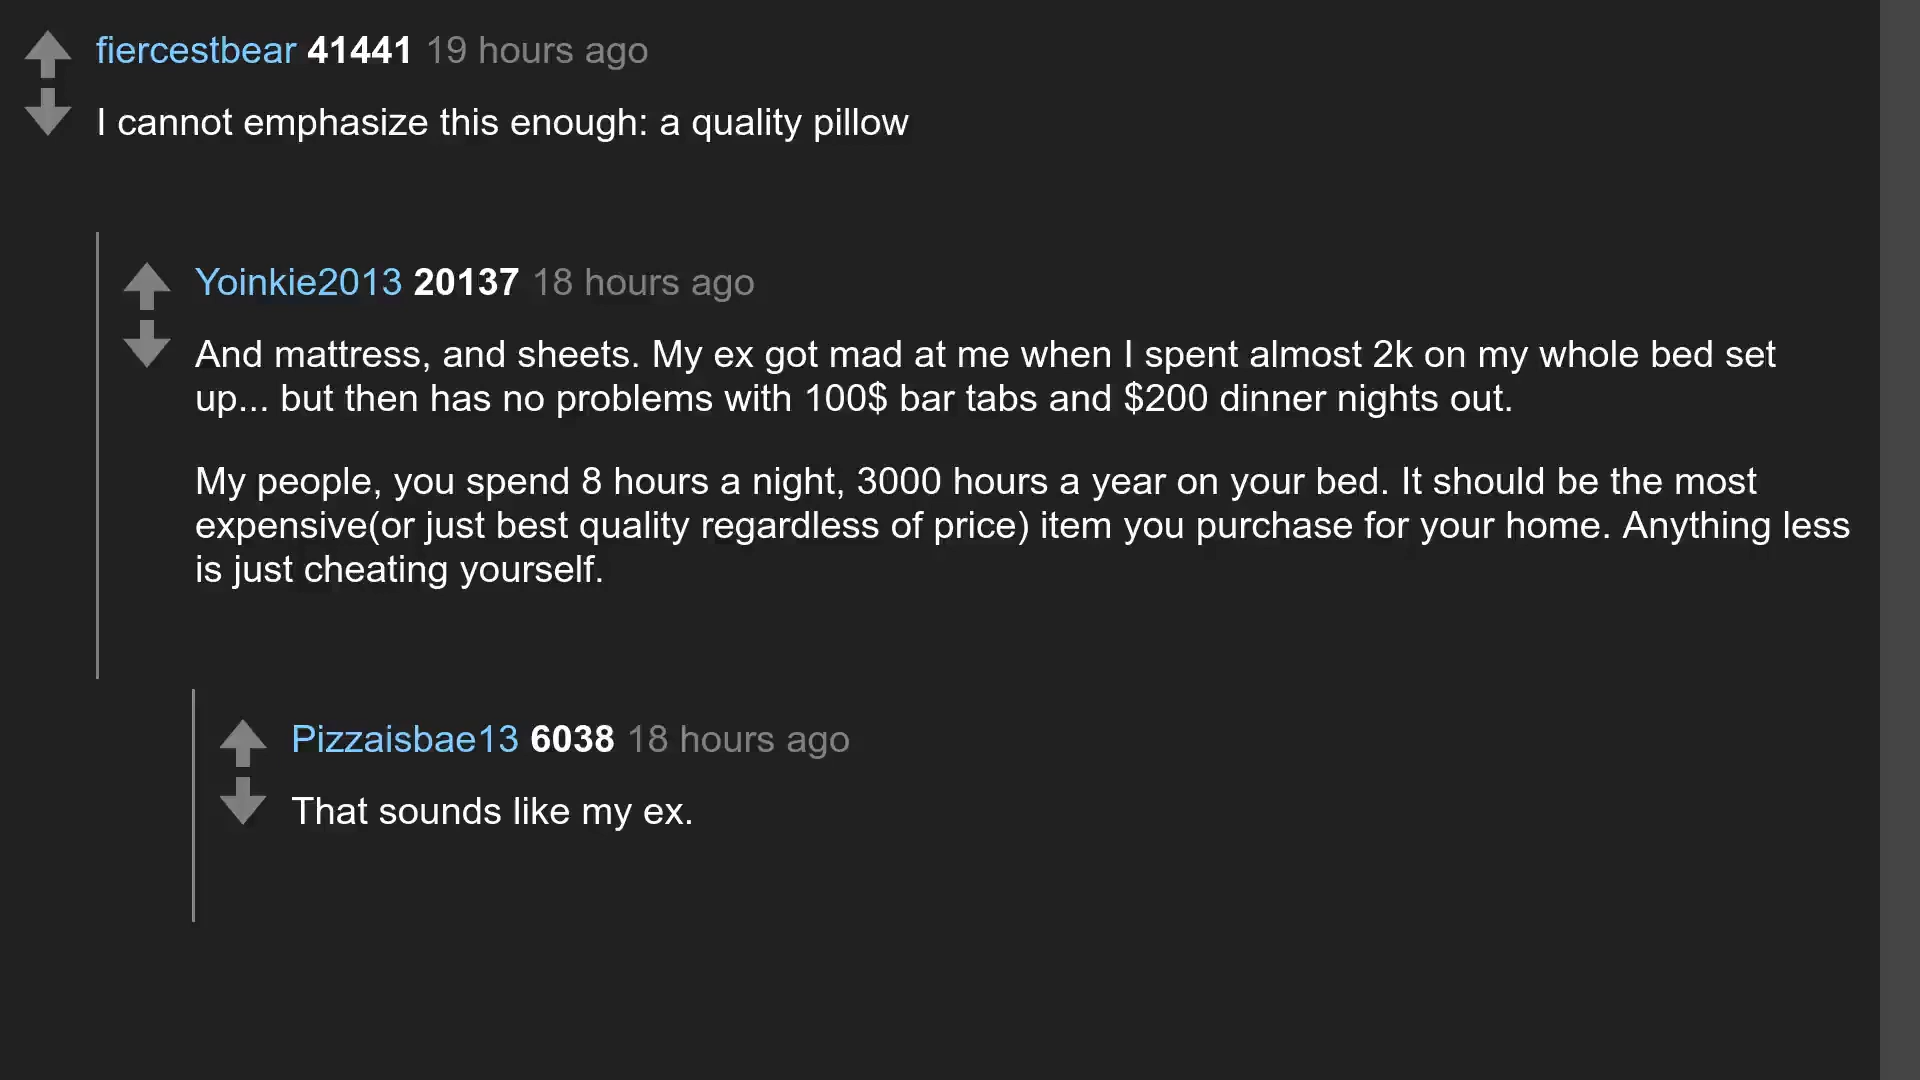 fiercestbear 41441 19 hours ago
I cannot emphasize this enough: a quality pillow
Yoinkie2013 20137 18 hours ago
And mattress, and sheets. My ex got mad at me when I spent almost 2k on my whole bed set
up... but then has no problems with 100$ bar tabs and $200 dinner nights out.
My people, you spend 8 hours a night, 3000 hours a year on your bed. It should be the most
expensive(or just best quality regardless of price) item you purchase for your home. Anything less
is just cheating yourself.
Pizzaisbae13 6038 18 hours ago
That sounds like my ex.